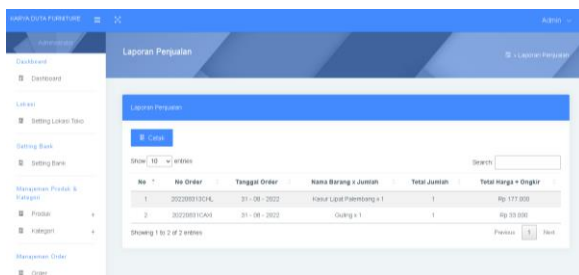 KARYA DUTA FURNITURE
Admin
Administrator
Laporan Penjualan
Laporan Penjualan
Dashboard
Dashboard
Lokasi
Setting Lokasi Toko
Setting Bank
Setting Bank
Manajemen Produk &
Kategori
Produk
Kategori
Manajemen Order
Order
Laporan Penjualan
Cetak
Show 10 entries
Search
No No Order Tanggal Order Nama Barang x Jumlah Total Jumlah Total Harga + Ongkir
1 31 - 08 - 2022 Kasur Lipat Palembang x 1 1 Rp 177.000
2 31 - 08 - 2022 Guling x 1 1 Rp 33.000
Showing 1 to 2 of 2 entries
Previous 1 Next